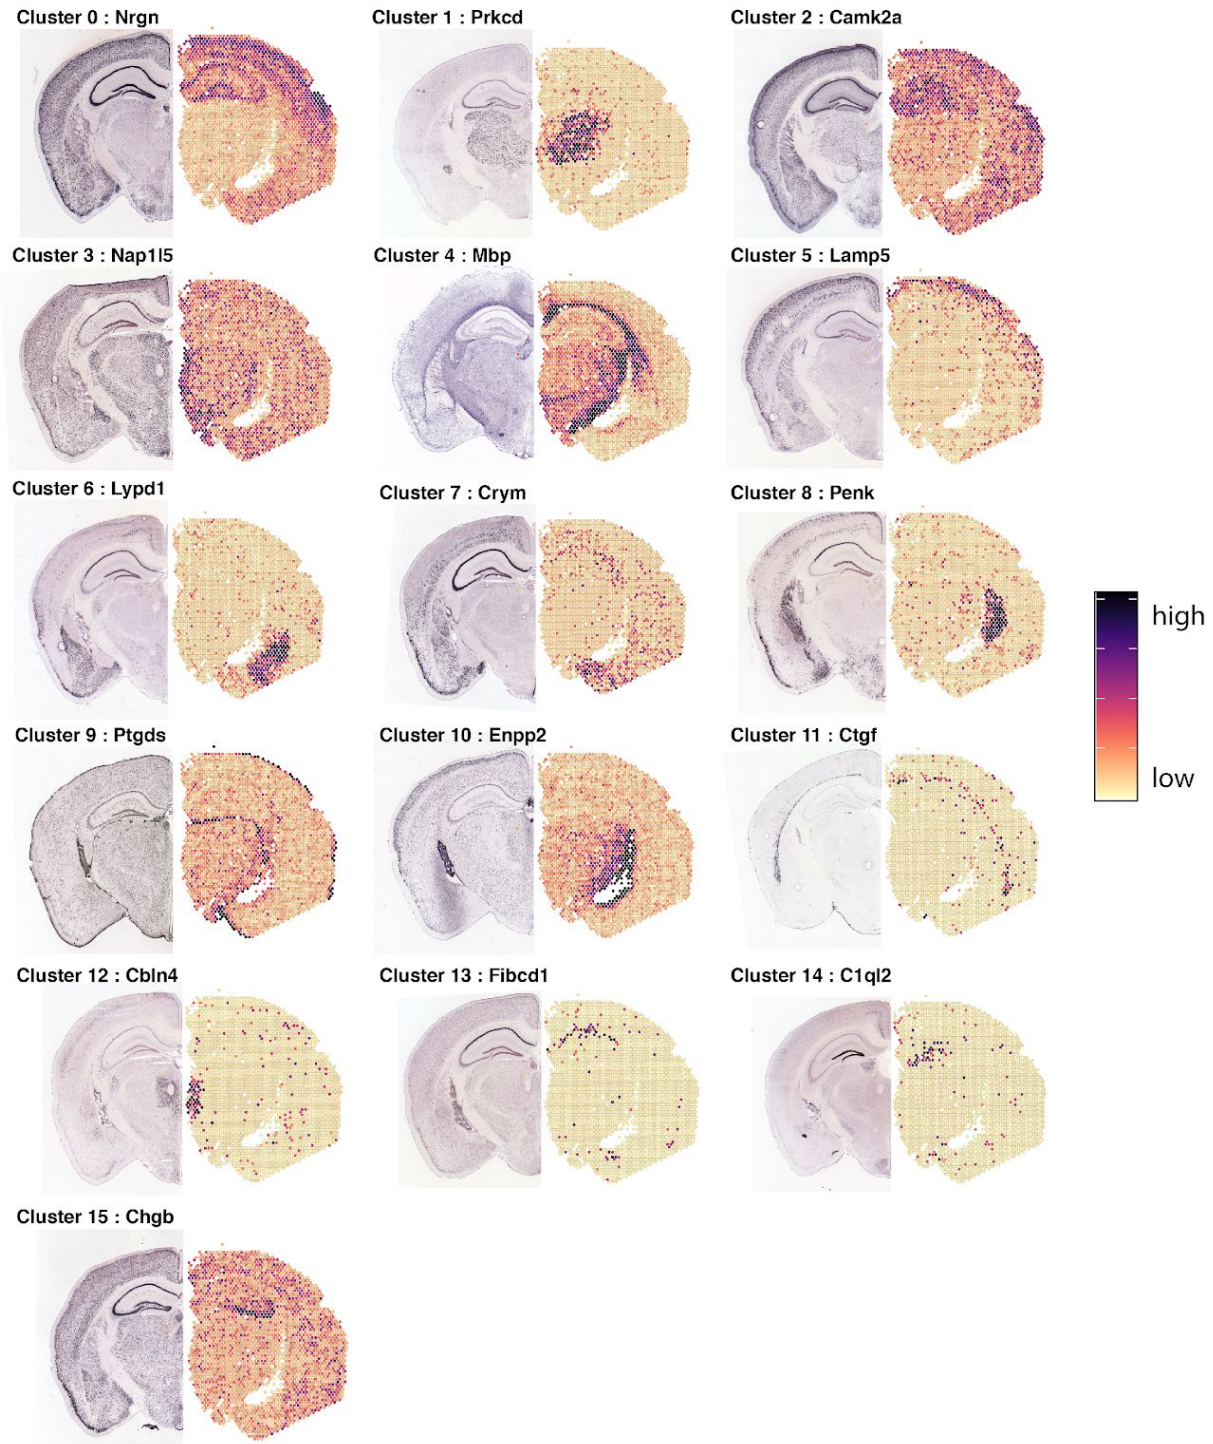 Cluster 0 : Nrgn
Cluster 1 : Prkcd
Cluster 2 : Camk2a
Cluster 3 : Nap1l5
Cluster 4 : Mbp
Cluster 5 : Lamp5
Cluster 6 : Lypd1
Cluster 7 : Crym
Cluster 8 : Penk
high
low
Cluster 9 : Ptgds
Cluster 10 : Enpp2
Cluster 11 : Ctgf
Cluster 12 : Cbln4
Cluster 13 : Fibcd1
Cluster 14 : C1ql2
Cluster 15 : Chgb